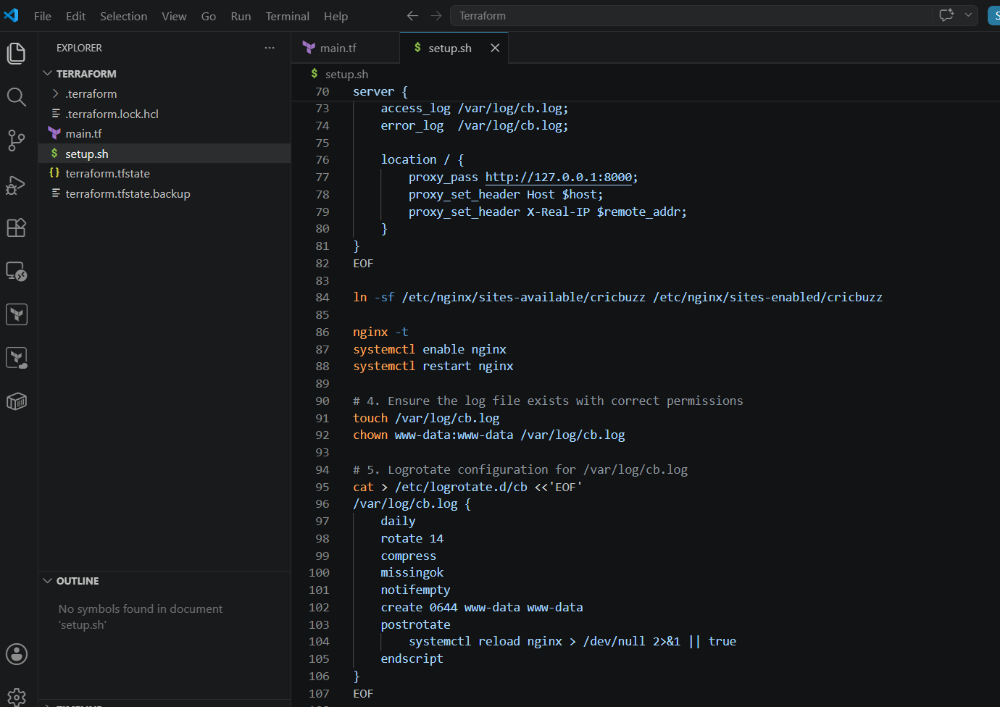 File Edit Selection View Go Run Terminal Help
Terraform
EXPLORER
TERRAFORM
.terraform
.terraform.lock.hcl
main.tf
setup.sh
terraform.tfstate
terraform.tfstate.backup
OUTLINE
No symbols found in document
'setup.sh'
main.tf
setup.sh
setup.sh
70 server {
73 access_log /var/log/cb.log;
74 error_log  /var/log/cb.log;
75
76 location / {
77 proxy_pass http://127.0.0.1:8000;
78 proxy_set_header Host $host;
79 proxy_set_header X-Real-IP $remote_addr;
80 }
81 }
82 EOF
83
84 ln -sf /etc/nginx/sites-available/cricbuzz /etc/nginx/sites-enabled/cricbuzz
85
86 nginx -t
87 systemctl enable nginx
88 systemctl restart nginx
89
90 # 4. Ensure the log file exists with correct permissions
91 touch /var/log/cb.log
92 chown www-data:www-data /var/log/cb.log
93
94 # 5. Logrotate configuration for /var/log/cb.log
95 cat > /etc/logrotate.d/cb <<'EOF'
96 /var/log/cb.log {
97 daily
98 rotate 14
99 compress
100 missingok
101 notifempty
102 create 0644 www-data www-data
103 postrotate
104 systemctl reload nginx > /dev/null 2>&1 || true
105 endscript
106 }
107 EOF